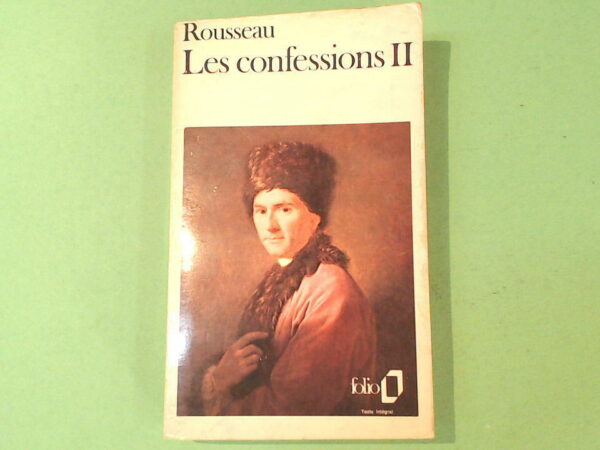 Rousseau
Les confessions II
folio
Texte intégral